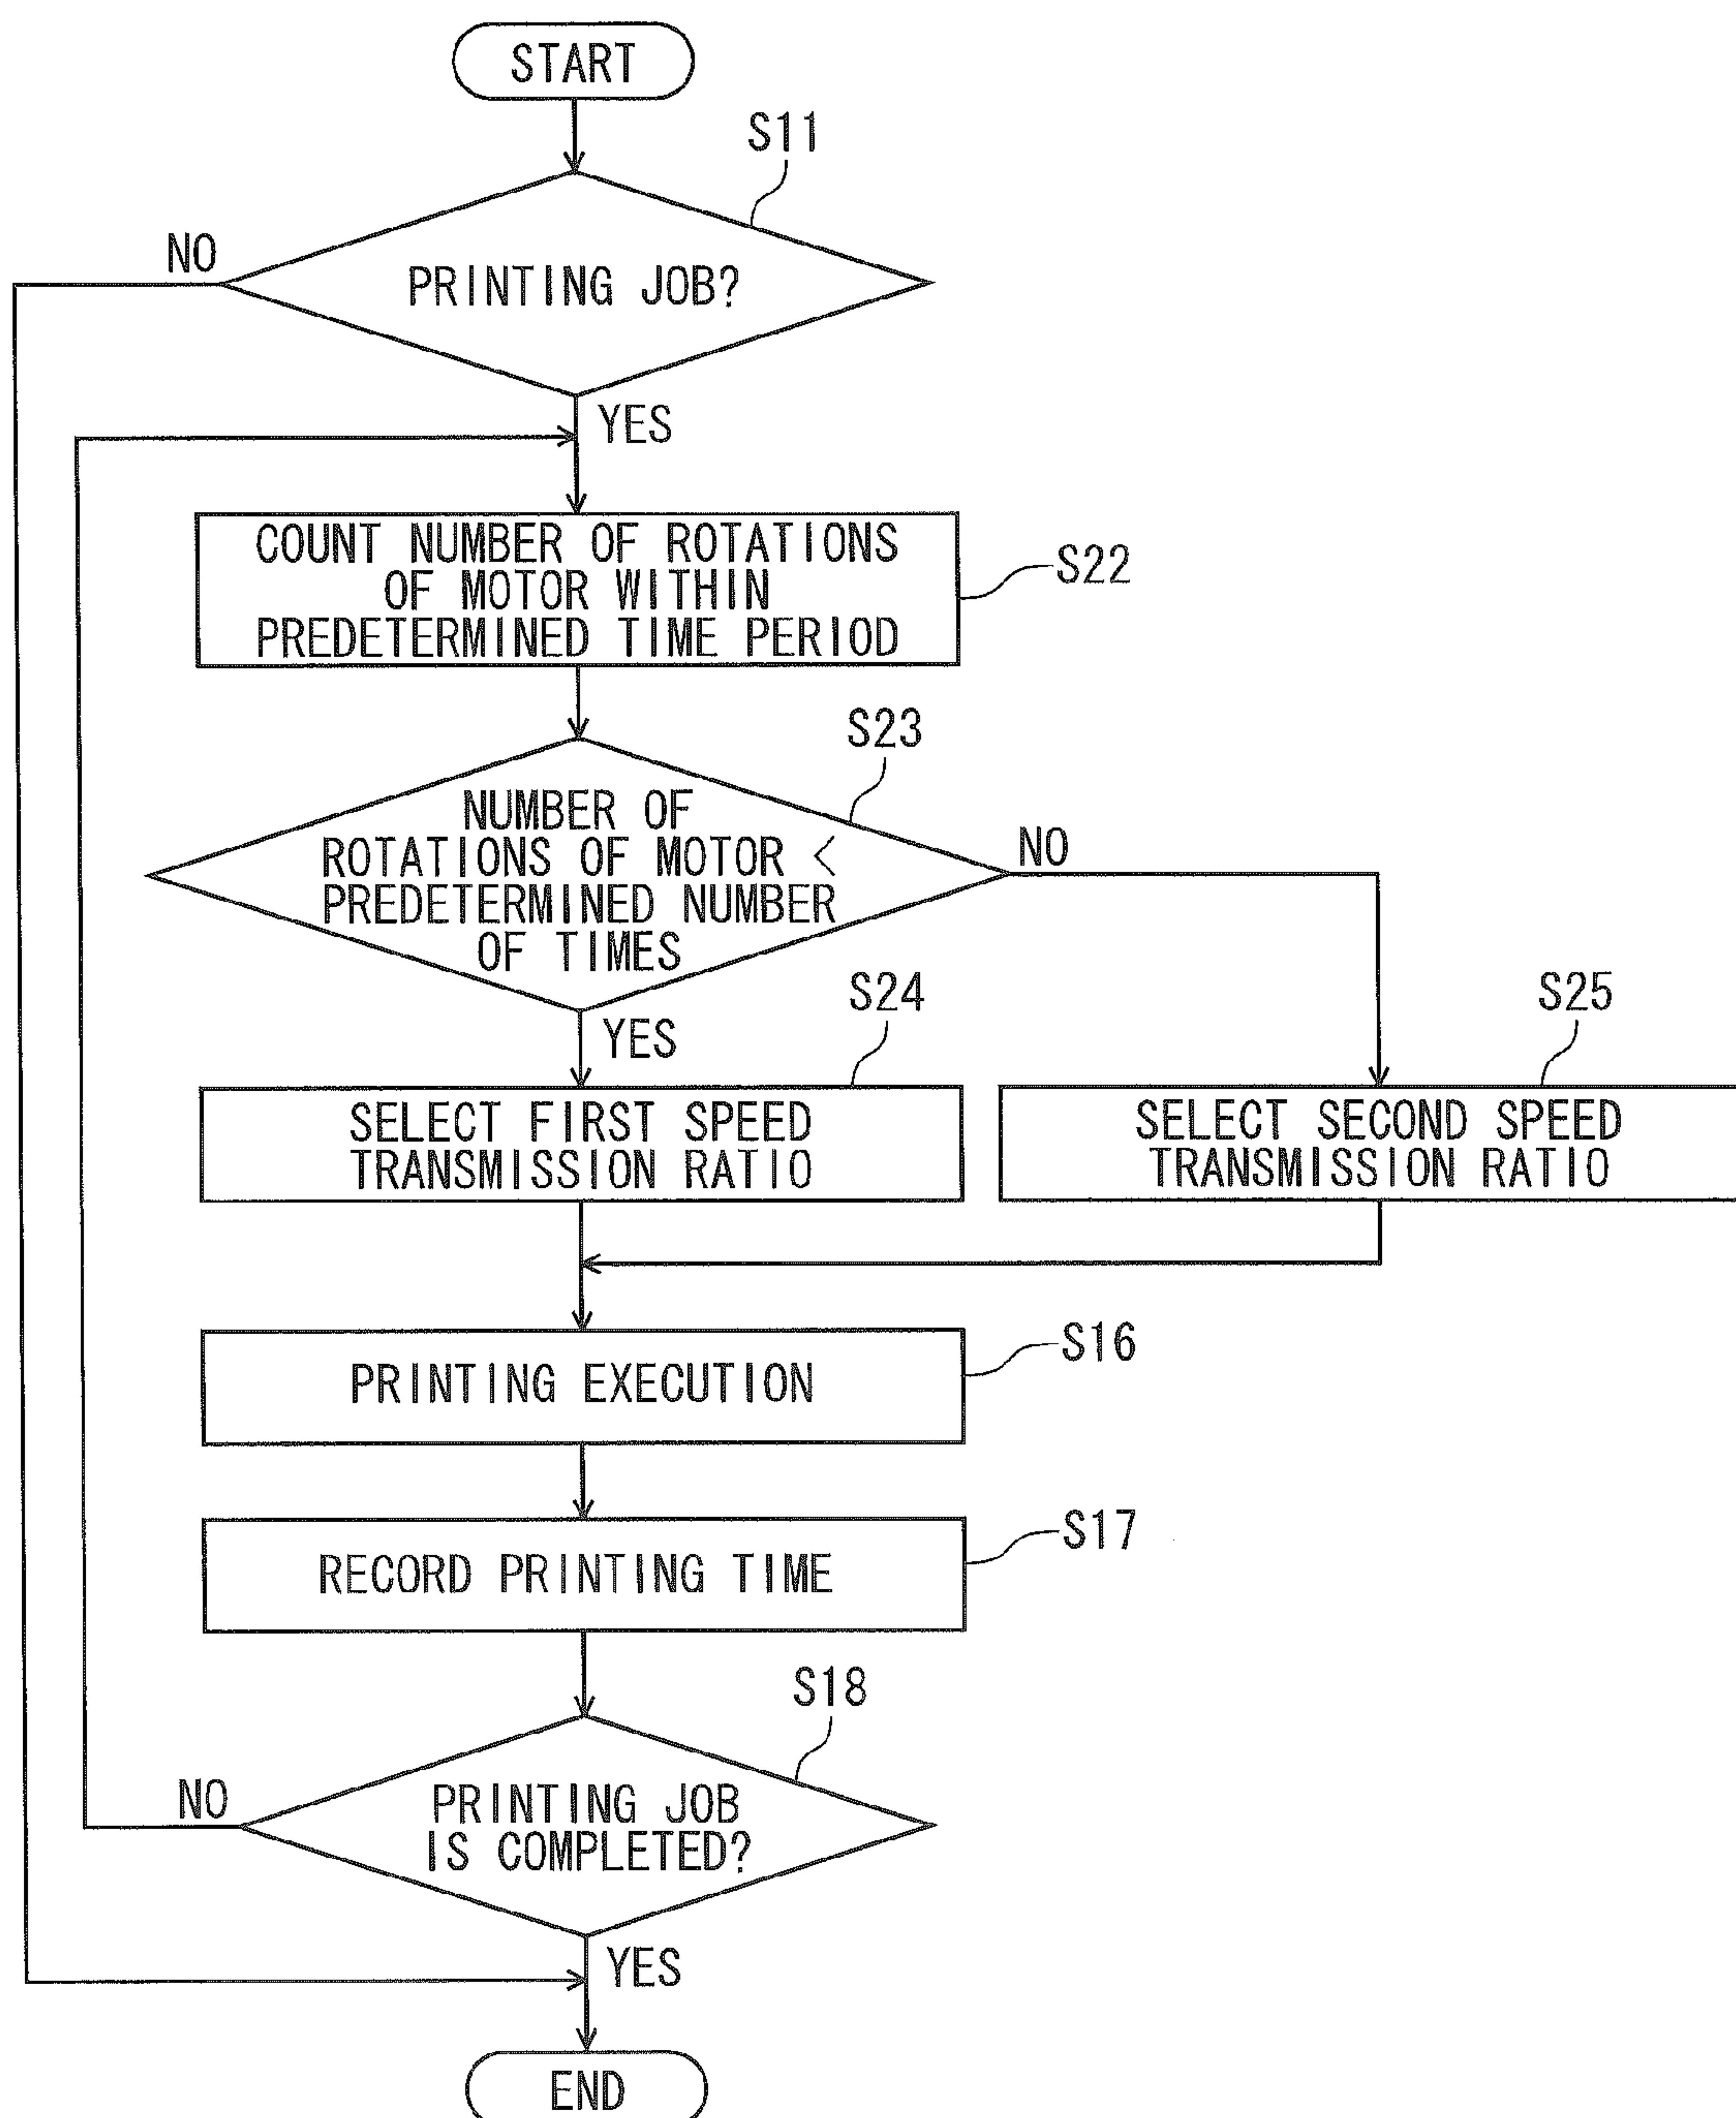 START
S11
NO
PRINTING JOB?
YES
COUNT NUMBER OF ROTATIONS
OF MOTOR WITHIN
PREDETERMINED TIME PERIOD
S22
S23
NUMBER OF
ROTATIONS OF MOTOR <
PREDETERMINED NUMBER
OF TIMES
NO
YES
S24
S25
SELECT FIRST SPEED
TRANSMISSION RATIO
SELECT SECOND SPEED
TRANSMISSION RATIO
PRINTING EXECUTION
S16
RECORD PRINTING TIME
S17
S18
NO
PRINTING JOB
IS COMPLETED?
YES
END